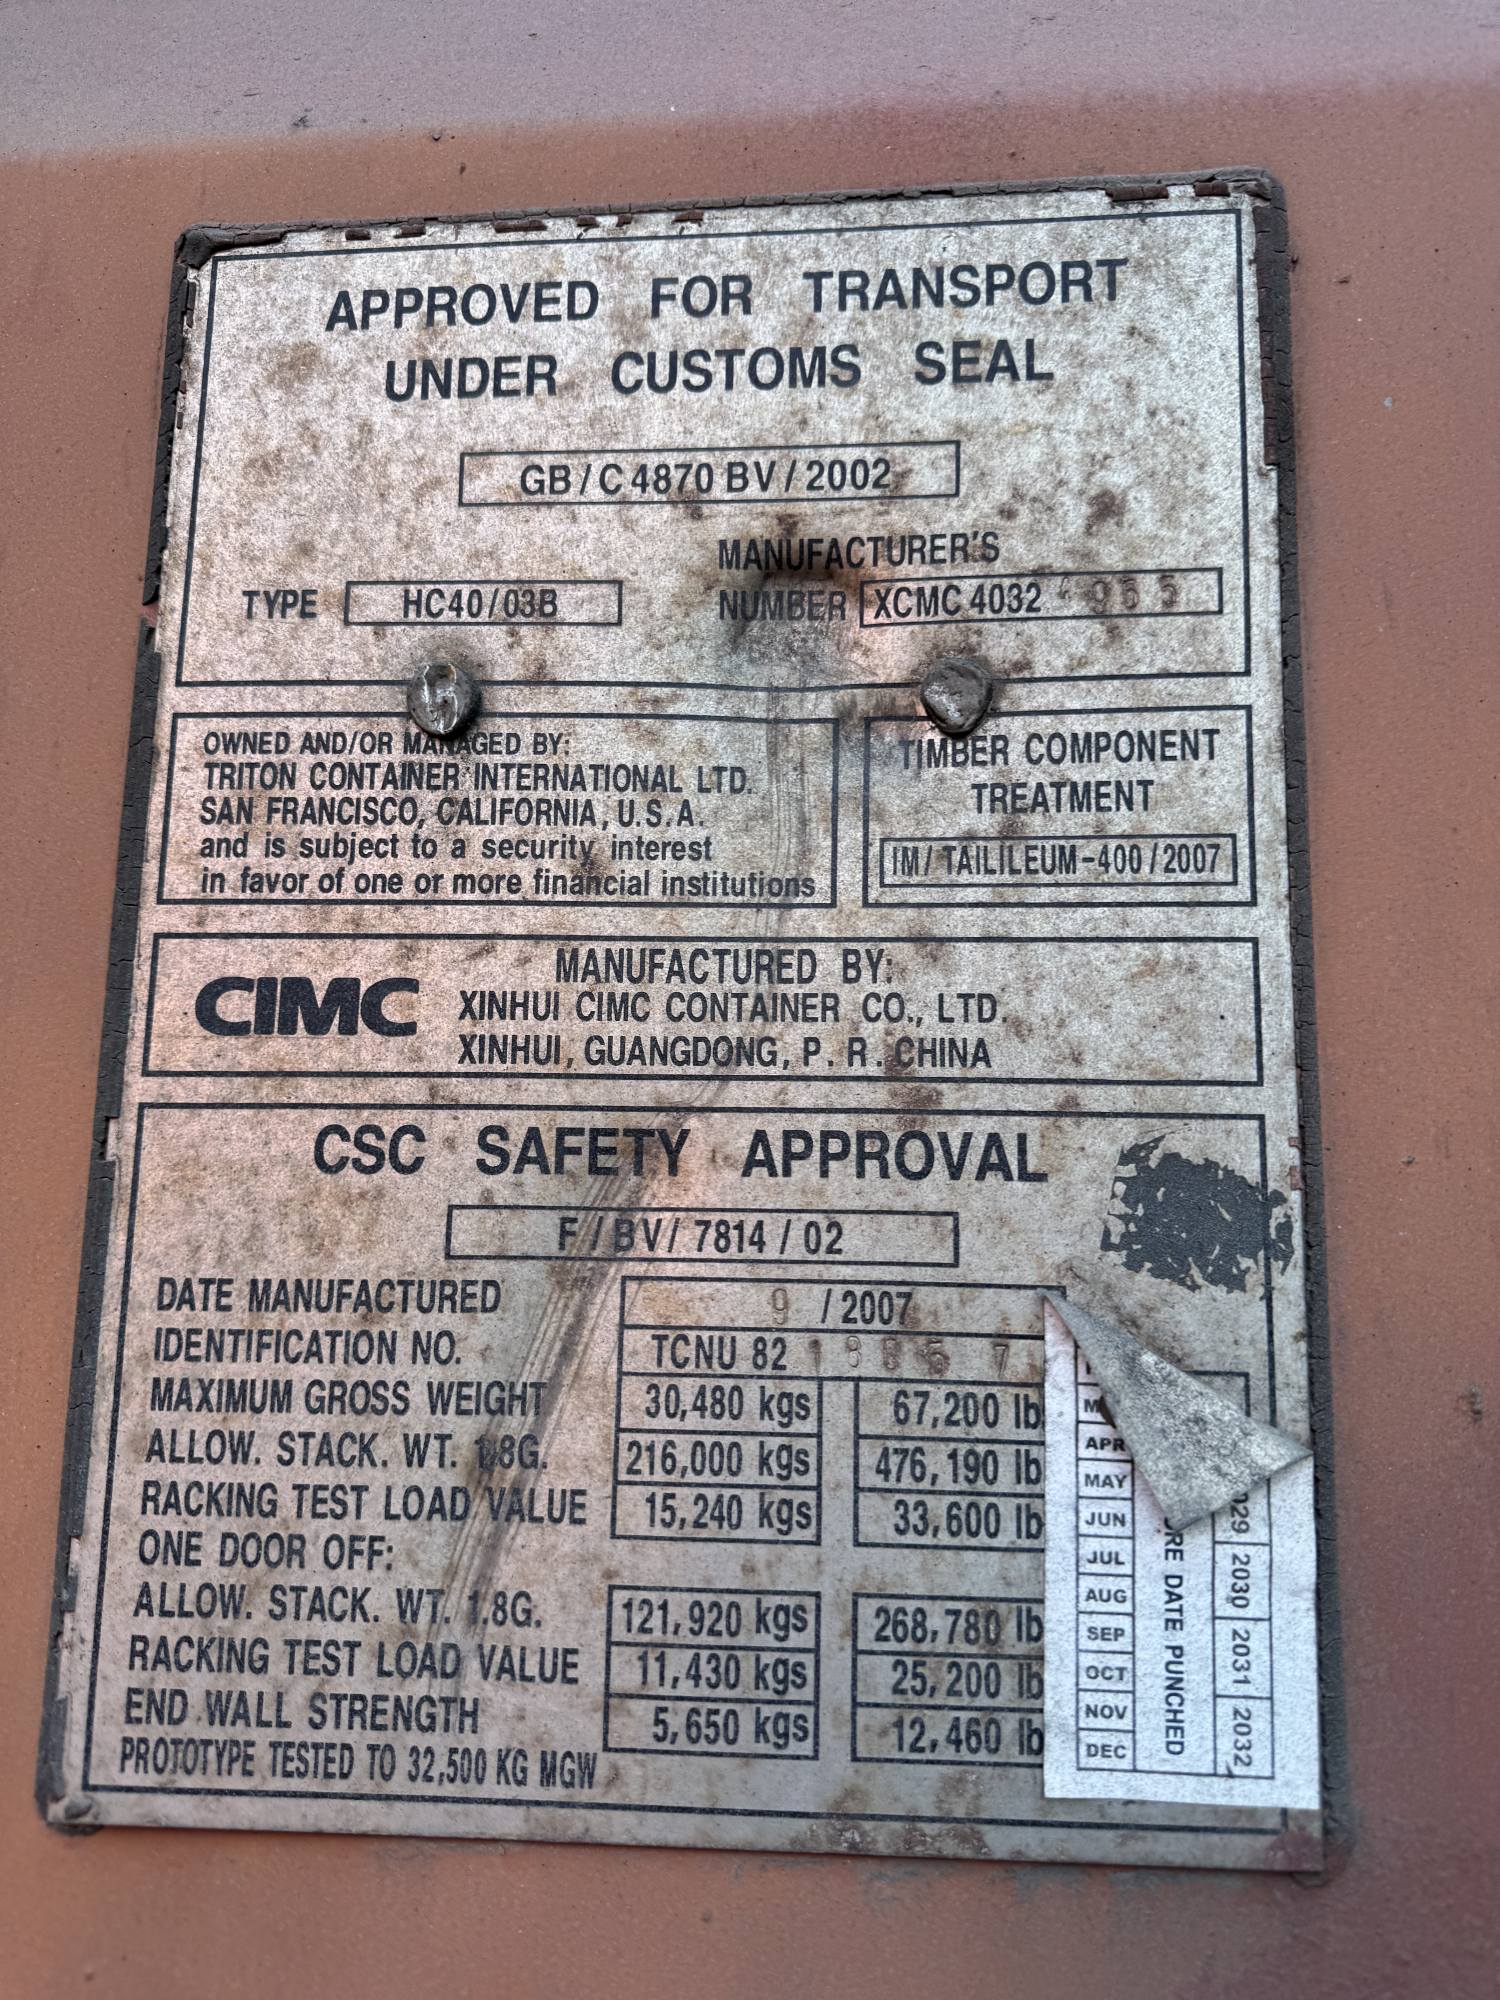 APPROVED FOR TRANSPORT
UNDER CUSTOMS SEAL
GB/C4870 BV/2002
MANUFACTURER'S
TYPE HC40/03B NUMBER XCMC 4032
OWNED AND/OR MANAGED BY:
TRITON CONTAINER INTERNATIONAL LTD.
SAN FRANCISCO, CALIFORNIA, U.S.A.
and is subject to a security interest
in favor of one or more financial institutions
TIMBER COMPONENT
TREATMENT
IM/TAILILEUM-400/2007
CIMC
MANUFACTURED BY:
XINHUI CIMC CONTAINER CO., LTD.
XINHUI, GUANGDONG, P. R. CHINA
CSC SAFETY APPROVAL
F/BV/7814/02
DATE MANUFACTURED 9 /2007
IDENTIFICATION NO. TCNU 82
MAXIMUM GROSS WEIGHT 30,480 kgs 67,200 lb
ALLOW. STACK. WT. 1.8G. 216,000 kgs 476,190 lb
RACKING TEST LOAD VALUE 15,240 kgs 33,600 lb
ONE DOOR OFF:
ALLOW. STACK. WT. 1.8G. 121,920 kgs 268,780 lb
RACKING TEST LOAD VALUE 11,430 kgs 25,200 lb
END WALL STRENGTH 5,650 kgs 12,460 lb
PROTOTYPE TESTED TO 32,500 KG MGW
APR
MAY
JUN
JUL
AUG
SEP
OCT
NOV
DEC
DATE PUNCHED
2030 2031 2032